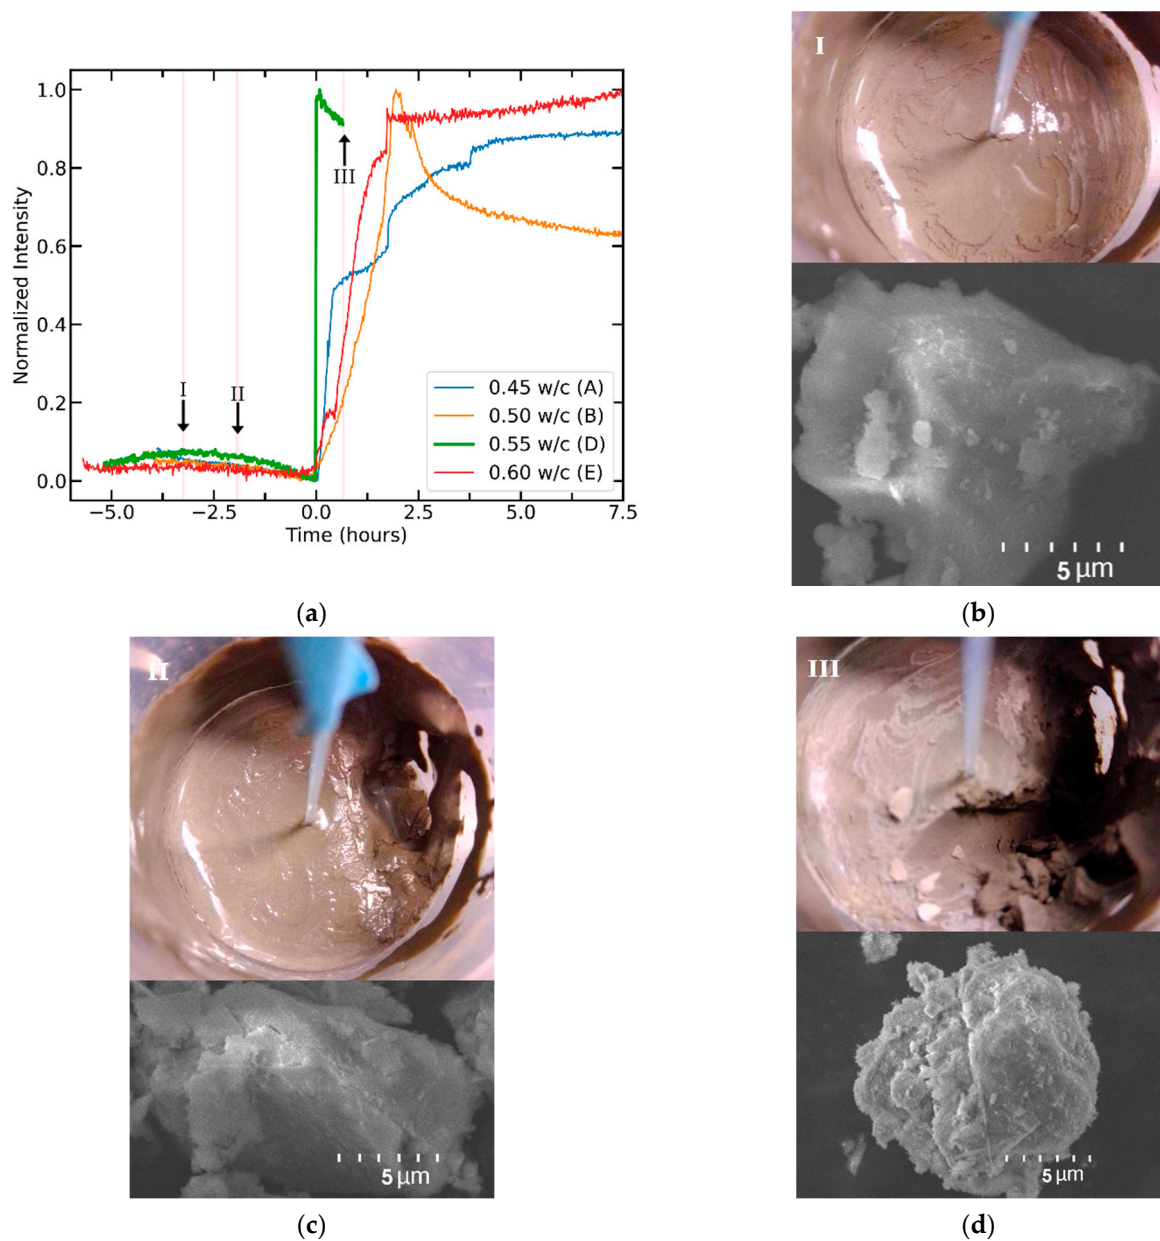 I
1.0
0.8
0.6
0.4
0.2
0.0
Normalized Intensity
III
I
II
0.45 w/c (A)
0.50 w/c (B)
0.55 w/c (D)
0.60 w/c (E)
−5.0 −2.5 0.0 2.5 5.0 7.5
Time (hours)
5 μm
(a)
(b)
II
III
5 μm
5 μm
(c)
(d)